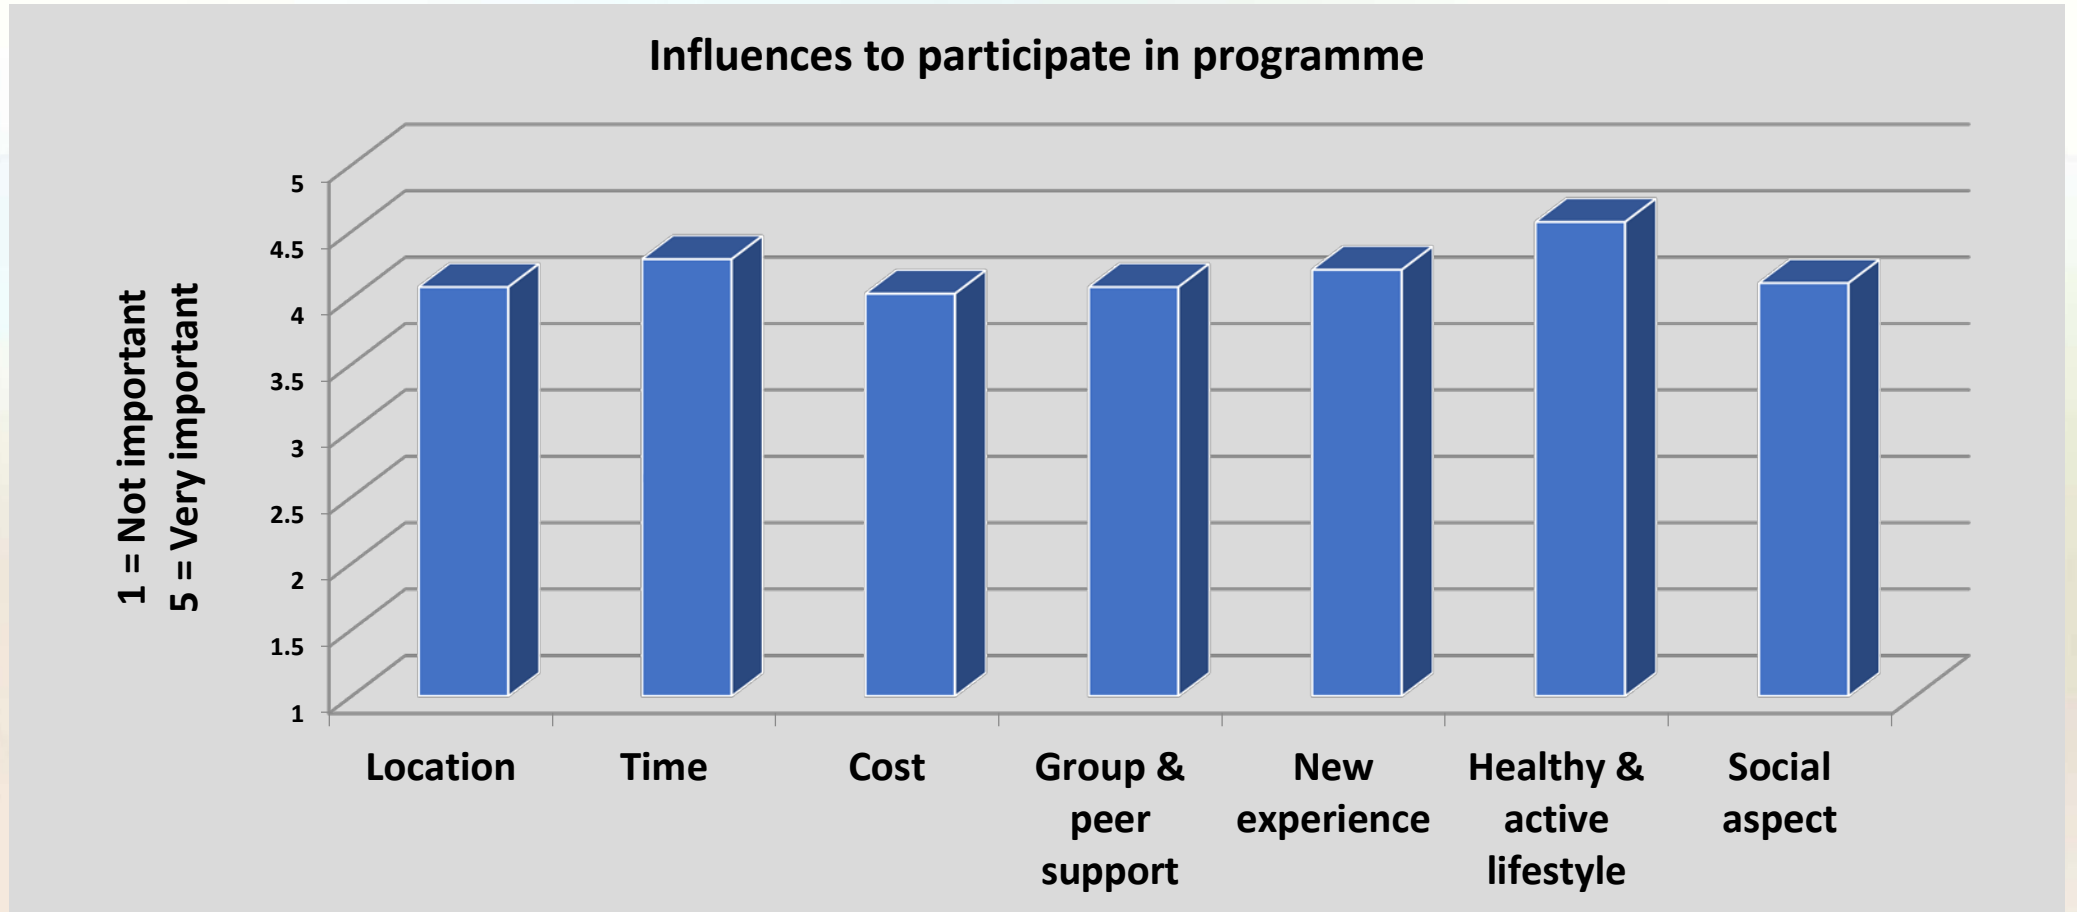 Influences to participate in programme
1 = Not important
5 = Very important
5
4.5
4
3.5
3
2.5
2
1.5
1
Location
Time
Cost
Group &
peer
support
New
experience
Healthy &
active
lifestyle
Social
aspect